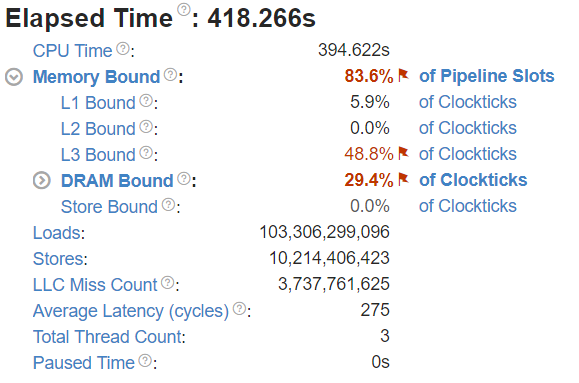 Elapsed Time ?: 418.266s
CPU Time ?: 394.622s
Memory Bound ?: 83.6% of Pipeline Slots
L1 Bound ?: 5.9% of Clockticks
L2 Bound ?: 0.0% of Clockticks
L3 Bound ?: 48.8% of Clockticks
DRAM Bound ?: 29.4% of Clockticks
Store Bound ?: 0.0% of Clockticks
Loads: 103,306,299,096
Stores: 10,214,406,423
LLC Miss Count ?: 3,737,761,625
Average Latency (cycles) ?: 275
Total Thread Count: 3
Paused Time ?: 0s